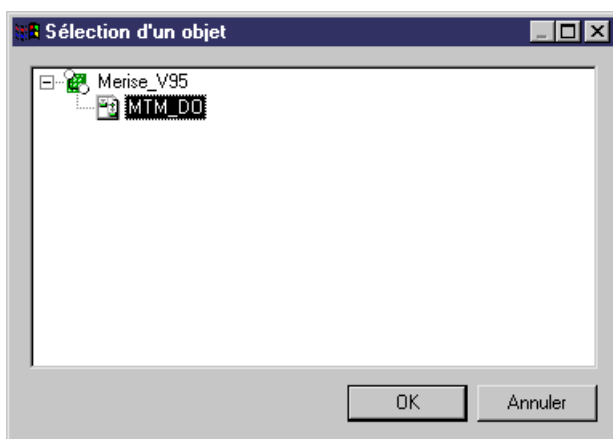 Sélection d'un objet
Merise_V95
MTM_DO
OK
Annuler